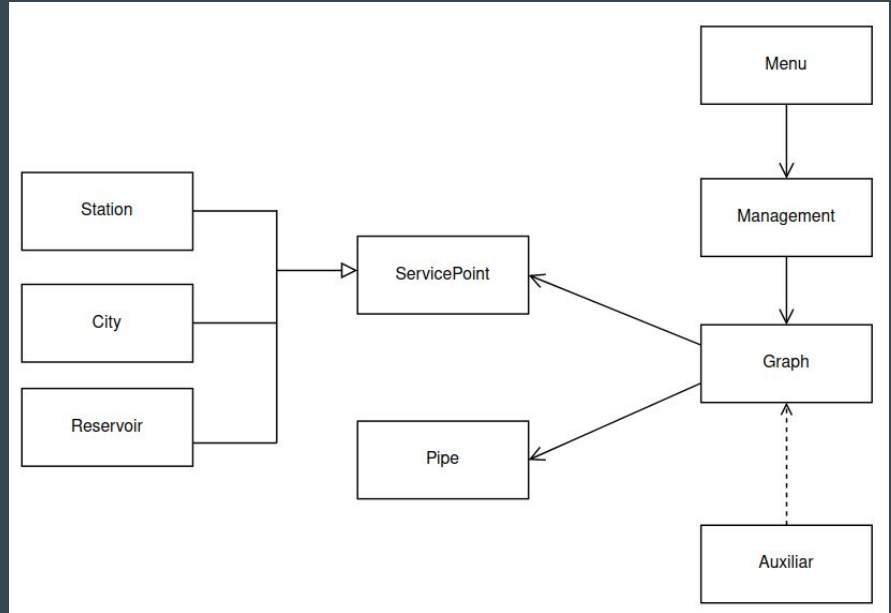 Menu
Station
Management
ServicePoint
City
Graph
Reservoir
Pipe
Auxiliar